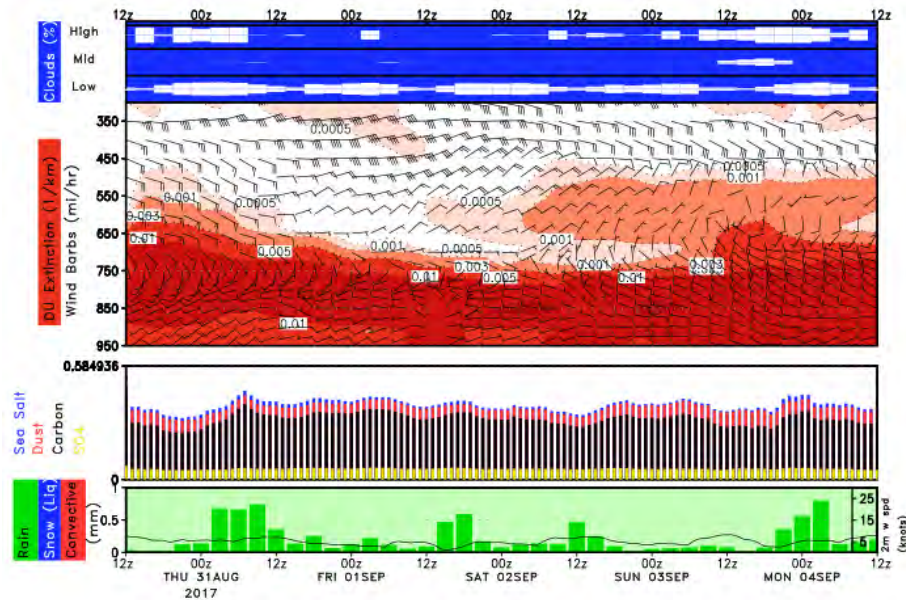 12z 00z 12z 00z 12z 00z 12z 00z 12z 00z 12z
Clouds (%)
High
Mid
Low
DU Extinction (1/km)
Wind Barbs (mi/hr)
350
450
550
650
750
850
950
0.0005
0.0005
0.001
0.001
0.0005
0.0005
0.0005
0.003
0.01
0.005
0.001
0.0005
0.001
0.003
0.001
0.003
0.01
0.005
0.01
0.01
0.584936
0
Sea Salt
Dust
Carbon
SO4
Rain
Snow (Liq)
Convective
(mm)
1
0.5
0
25
15
5
2m w spd
(knots)
12z 00z 12z 00z 12z 00z 12z 00z 12z 00z 12z
THU 31AUG FRI 01SEP SAT 02SEP SUN 03SEP MON 04SEP
2017